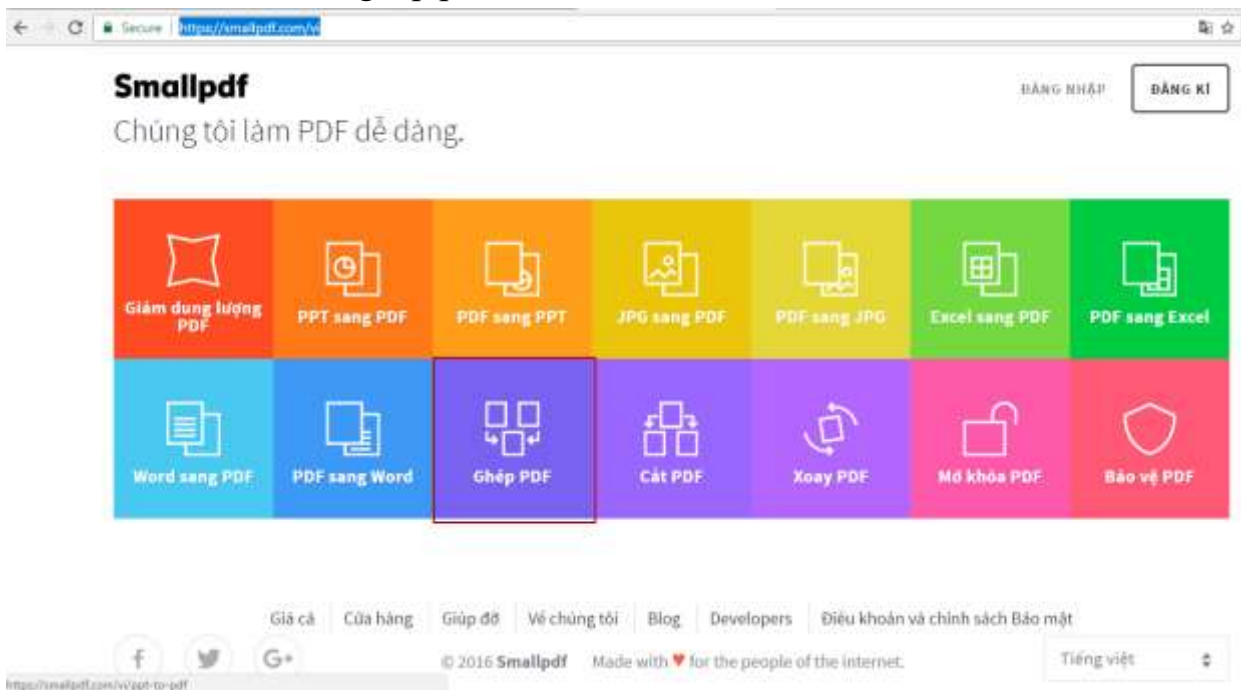 Secure | https://smallpdf.com/vi
Smallpdf
ĐĂNG NHẬP
ĐĂNG KÍ
Chúng tôi làm PDF dễ dàng.
Giảm dung lượng
PDF
PPT sang PDF
PDF sang PPT
JPG sang PDF
PDF sang JPG
Excel sang PDF
PDF sang Excel
Word sang PDF
PDF sang Word
Ghép PDF
Cắt PDF
Xoay PDF
Mở khóa PDF
Bảo vệ PDF
Giá cả
Cửa hàng
Giúp đỡ
Về chúng tôi
Blog
Developers
Điều khoản và chính sách Bảo mật
© 2016 Smallpdf
Made with ♥ for the people of the internet.
Tiếng việt
https://smallpdf.com/vi/ppt-to-pdf